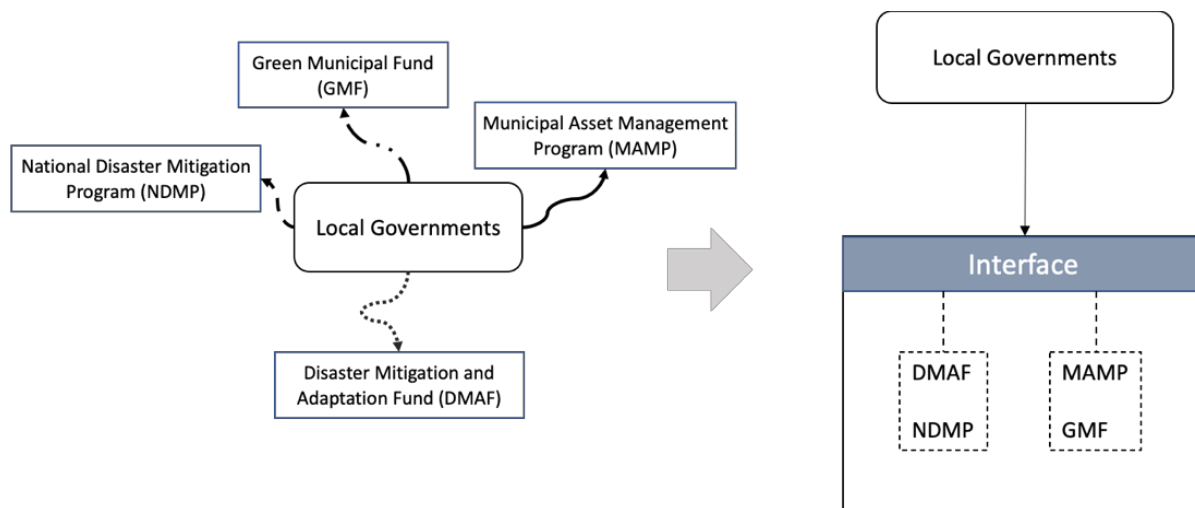 Green Municipal Fund
(GMF)
Municipal Asset Management
Program (MAMP)
National Disaster Mitigation
Program (NDMP)
Local Governments
Disaster Mitigation and
Adaptation Fund (DMAF)
Local Governments
Interface
DMAF
NDMP
MAMP
GMF